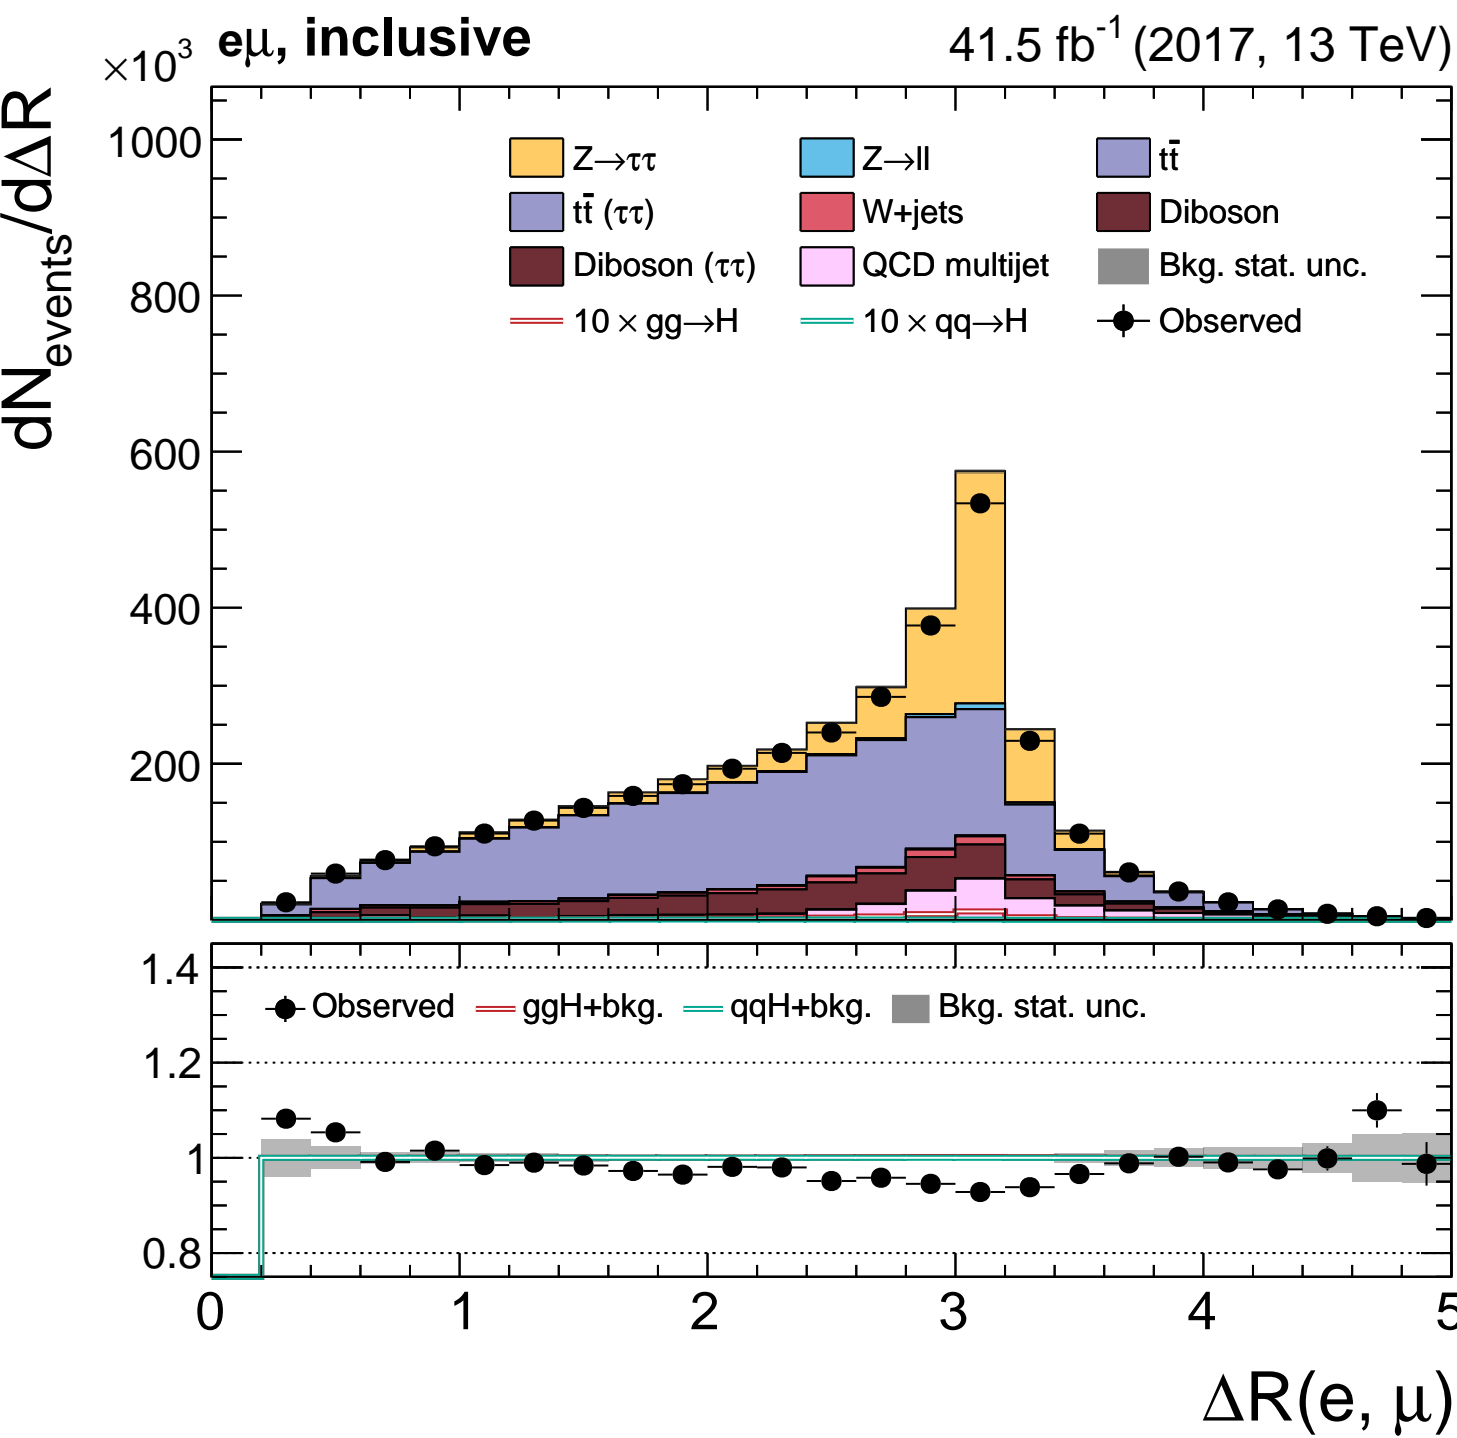 ×10³ eμ, inclusive 41.5 fb⁻¹ (2017, 13 TeV)
dN_events/dΔR
1000
800
600
400
200
Z→ττ Z→ll tt̄
tt̄ (ττ) W+jets Diboson
Diboson (ττ) QCD multijet Bkg. stat. unc.
10 × gg→H 10 × qq→H Observed
1.4
1.2
1
0.8
Observed ggH+bkg. qqH+bkg. Bkg. stat. unc.
0 1 2 3 4 5
ΔR(e, μ)